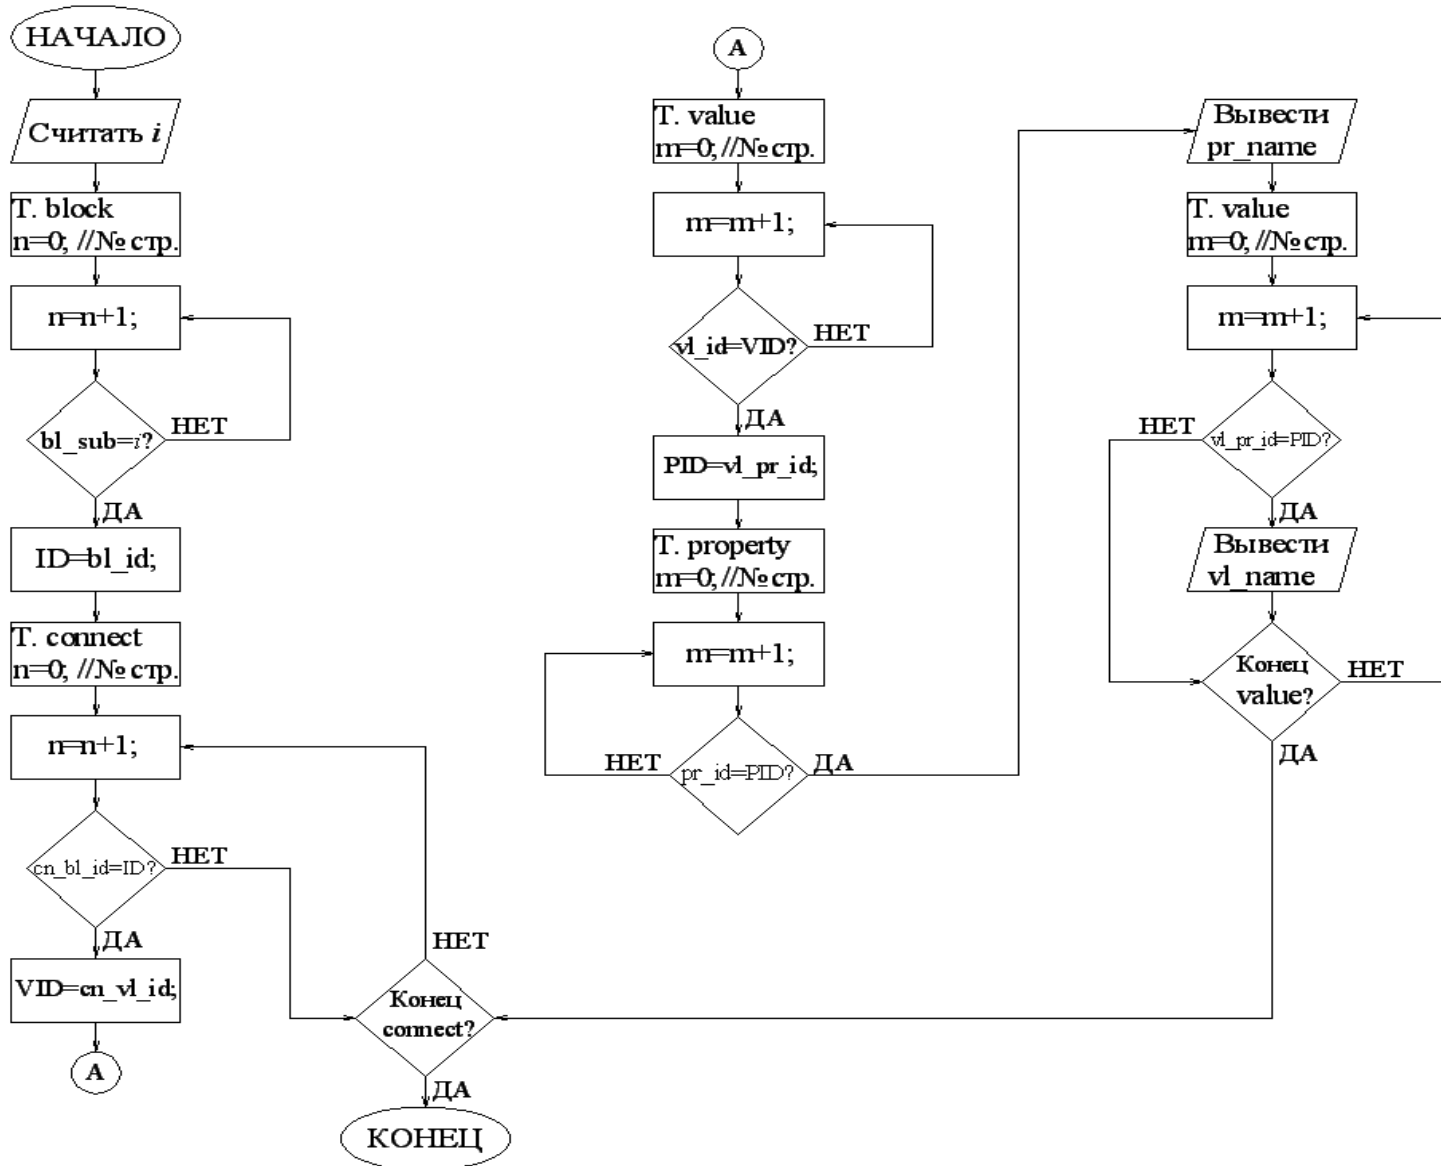 НАЧАЛО
Считать i
T. block
n=0; //№ стр.
n=n+1;
bl_sub=i?
НЕТ
ДА
ID=bl_id;
T. connect
n=0; //№ стр.
n=n+1;
cn_bl_id=ID?
НЕТ
ДА
VID=cn_vl_id;
A
НЕТ
Конец
connect?
ДА
КОНЕЦ
A
T. value
m=0; //№ стр.
m=m+1;
vl_id=VID?
НЕТ
ДА
PID=vl_pr_id;
T. property
m=0; //№ стр.
m=m+1;
НЕТ
pr_id=PID?
ДА
Вывести
pr_name
T. value
m=0; //№ стр.
m=m+1;
НЕТ
vl_pr_id=PID?
ДА
Вывести
vl_name
Конец
value?
НЕТ
ДА